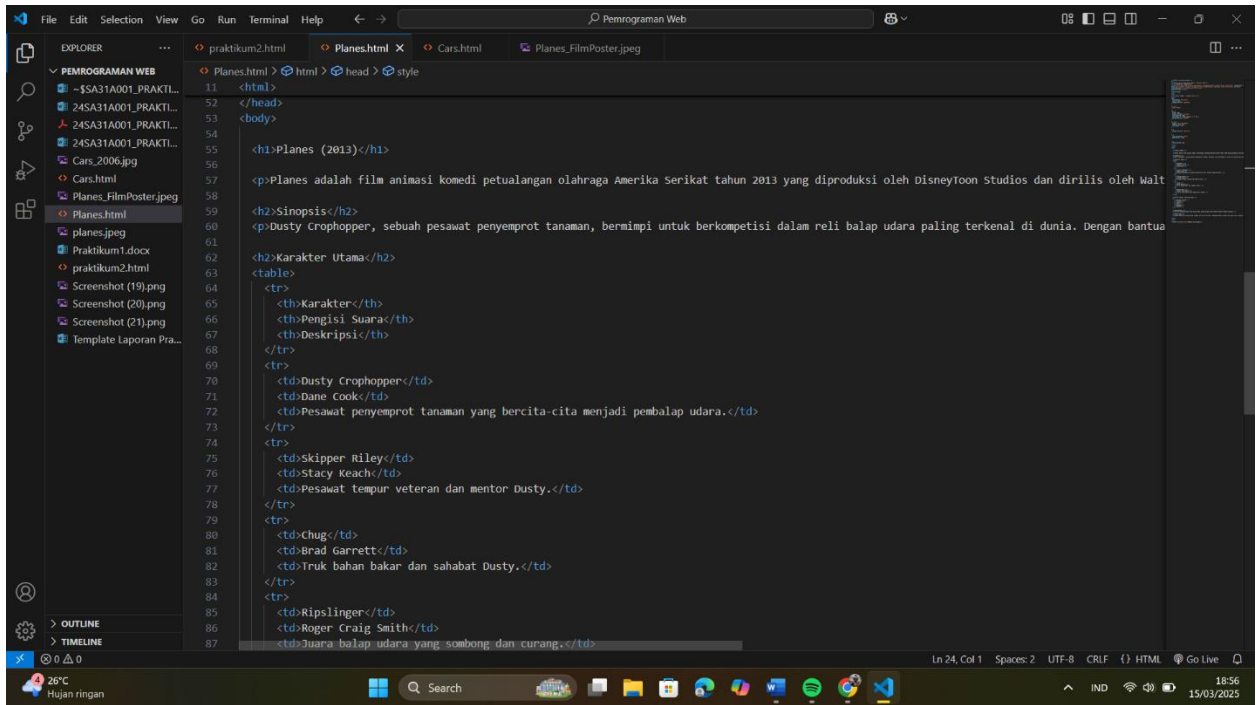 File Edit Selection View Go Run Terminal Help
Pemrograman Web
EXPLORER
PEMROGRAMAN WEB
~$SA31A001_PRAKTI...
24SA31A001_PRAKTI...
24SA31A001_PRAKTI...
24SA31A001_PRAKTI...
Cars_2006.jpg
Cars.html
Planes_FilmPoster.jpeg
Planes.html
planes.jpeg
Praktikum1.docx
praktikum2.html
Screenshot (19).png
Screenshot (20).png
Screenshot (21).png
Template Laporan Pra...
OUTLINE
TIMELINE
praktikum2.html Planes.html Cars.html Planes_FilmPoster.jpeg
Planes.html > html > head > style
11 <html>
52 </head>
53 <body>
54
55 <h1>Planes (2013)</h1>
56
57 <p>Planes adalah film animasi komedi petualangan olahraga Amerika Serikat tahun 2013 yang diproduksi oleh DisneyToon Studios dan dirilis oleh Walt
58
59 <h2>Sinopsis</h2>
60 <p>Dusty Crophopper, sebuah pesawat penyemprot tanaman, bermimpi untuk berkompetisi dalam reli balap udara paling terkenal di dunia. Dengan bantua
61
62 <h2>Karakter Utama</h2>
63 <table>
64 <tr>
65 <th>Karakter</th>
66 <th>Pengisi Suara</th>
67 <th>Deskripsi</th>
68 </tr>
69 <tr>
70 <td>Dusty Crophopper</td>
71 <td>Dane Cook</td>
72 <td>Pesawat penyemprot tanaman yang bercita-cita menjadi pembalap udara.</td>
73 </tr>
74 <tr>
75 <td>Skipper Riley</td>
76 <td>Stacy Keach</td>
77 <td>Pesawat tempur veteran dan mentor Dusty.</td>
78 </tr>
79 <tr>
80 <td>Chug</td>
81 <td>Brad Garrett</td>
82 <td>Truk bahan bakar dan sahabat Dusty.</td>
83 </tr>
84 <tr>
85 <td>Ripslinger</td>
86 <td>Roger Craig Smith</td>
87 <td>Juara balap udara yang sombong dan curang.</td>
0 0
Ln 24, Col 1 Spaces: 2 UTF-8 CRLF {} HTML Go Live
4
26°C
Hujan ringan
Search
IND
18:56
15/03/2025